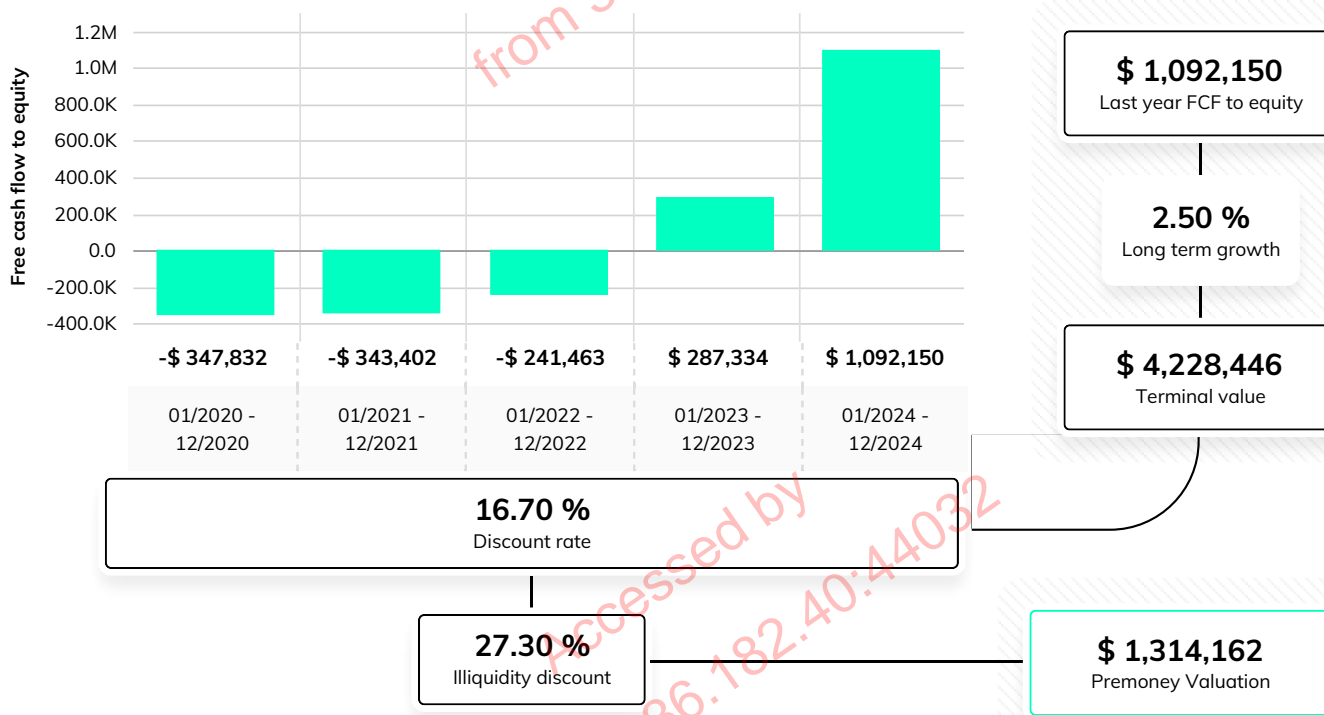 1.2M
1.0M
800.0K
600.0K
400.0K
200.0K
0.0
-200.0K
-400.0K
Free cash flow to equity
-$ 347,832
-$ 343,402
-$ 241,463
$ 287,334
$ 1,092,150
01/2020 -
12/2020
01/2021 -
12/2021
01/2022 -
12/2022
01/2023 -
12/2023
01/2024 -
12/2024
$ 1,092,150
Last year FCF to equity
2.50 %
Long term growth
$ 4,228,446
Terminal value
16.70 %
Discount rate
27.30 %
Illiquidity discount
$ 1,314,162
Premoney Valuation
from
Accessed by
86.182.40:44032